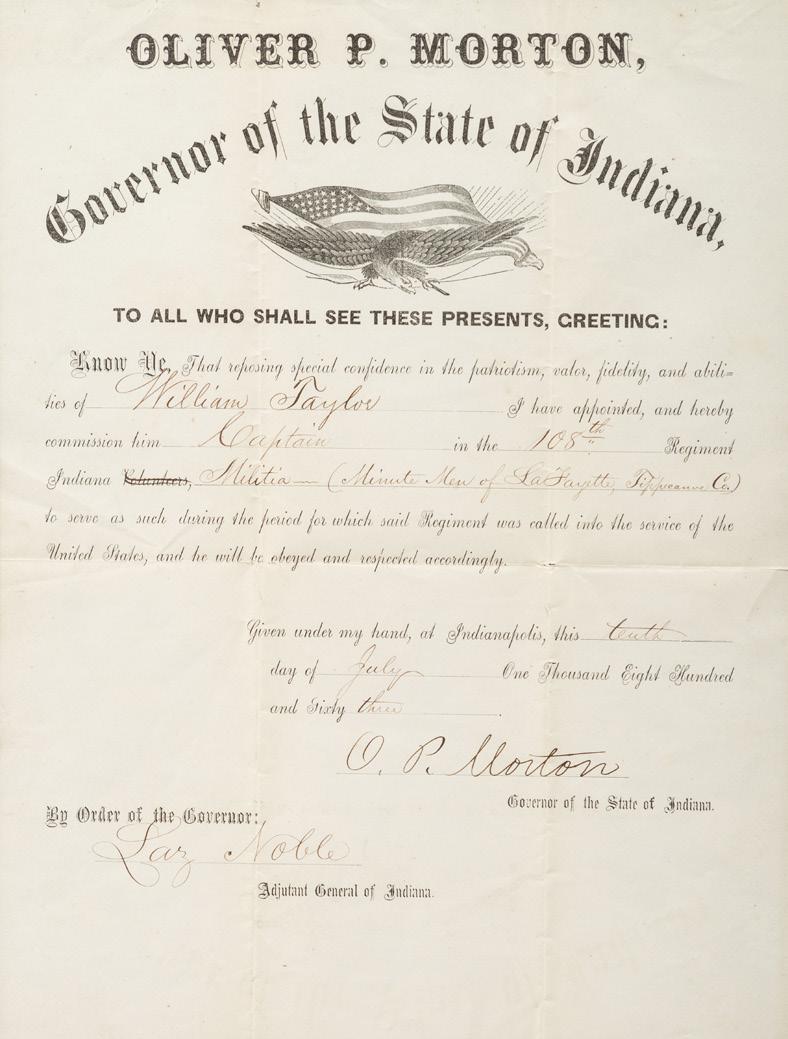 OLIVER P. MORTON,
Governor of the State of Indiana,
TO ALL WHO SHALL SEE THESE PRESENTS, GREETING:
Know Ye, That reposing special confidence in the patriotism, valor, fidelity, and abili=
ties of William Taylor I have appointed, and hereby
commission him Captain in the 108th Regiment
Indiana Volunteers, Militia — (Minute Men of LaFayette, Tippecanoe Co.)
to serve as such during the period for which said Regiment was called into the service of the
United States, and he will be obeyed and respected accordingly.
Given under my hand, at Indianapolis, this tenth
day of July One Thousand Eight Hundred
and Sixty three.
O. P. Morton
Governor of the State of Indiana.
By Order of the Governor:
Laz Noble
Adjutant General of Indiana.